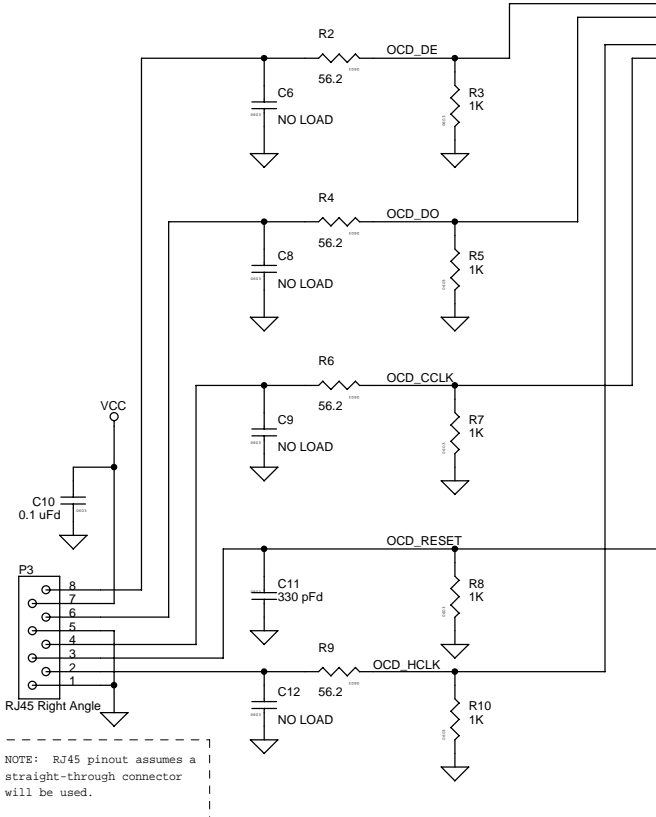 R2
OCD_DE
56.2
C6
NO LOAD
R3
1K
R4
OCD_DO
56.2
C8
NO LOAD
R5
1K
R6
OCD_CCLK
56.2
C9
NO LOAD
R7
1K
VCC
C10
0.1 uFd
OCD_RESET
C11
330 pFd
R8
1K
P3
8
7
6
5
4
3
2
1
RJ45 Right Angle
R9
OCD_HCLK
56.2
C12
NO LOAD
R10
1K
NOTE: RJ45 pinout assumes a
straight-through connector
will be used.